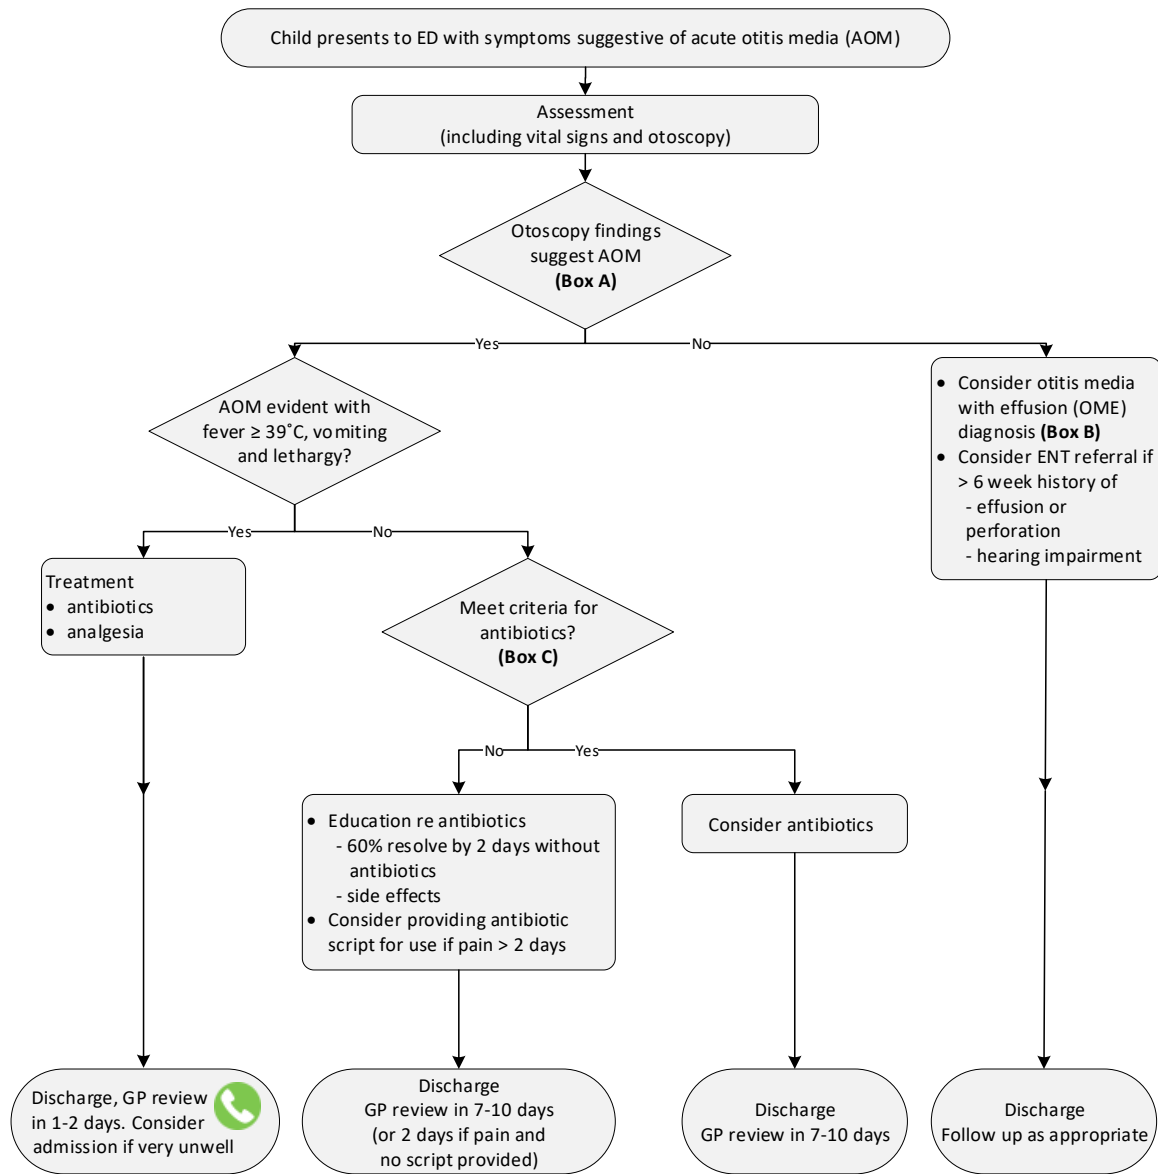 Child presents to ED with symptoms suggestive of acute otitis media (AOM)
Assessment
(including vital signs and otoscopy)
Otoscopy findings
suggest AOM
(Box A)
Yes
No
AOM evident with
fever ≥ 39˚C, vomiting
and lethargy?
• Consider otitis media
with effusion (OME)
diagnosis (Box B)
• Consider ENT referral if
> 6 week history of
- effusion or
perforation
- hearing impairment
Yes
No
Treatment
• antibiotics
• analgesia
Meet criteria for
antibiotics?
(Box C)
No
Yes
• Education re antibiotics
- 60% resolve by 2 days without
antibiotics
- side effects
• Consider providing antibiotic
script for use if pain > 2 days
Consider antibiotics
Discharge, GP review
in 1-2 days. Consider
admission if very unwell
Discharge
GP review in 7-10 days
(or 2 days if pain and
no script provided)
Discharge
GP review in 7-10 days
Discharge
Follow up as appropriate